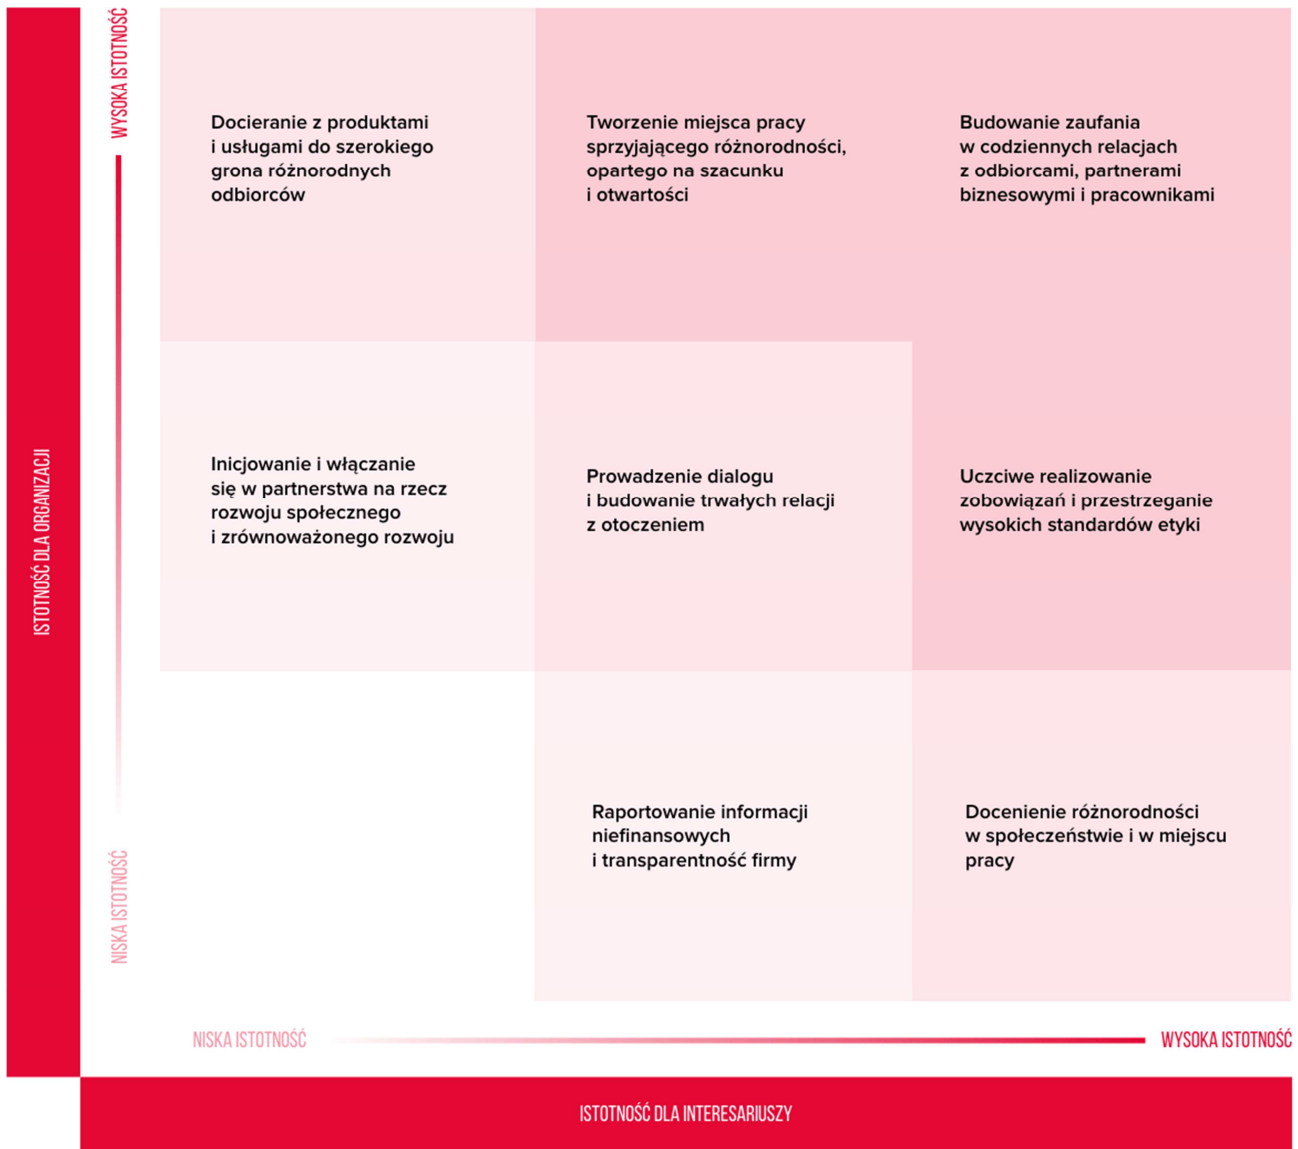 WYSOKA ISTOTNOŚĆ
Docieranie z produktami
i usługami do szerokiego
grona różnorodnych
odbiorców
Tworzenie miejsca pracy
sprzyjającego różnorodności,
opartego na szacunku
i otwartości
Budowanie zaufania
w codziennych relacjach
z odbiorcami, partnerami
biznesowymi i pracownikami
ISTOTNOŚĆ DLA ORGANIZACJI
Inicjowanie i włączanie
się w partnerstwa na rzecz
rozwoju społecznego
i zrównoważonego rozwoju
Prowadzenie dialogu
i budowanie trwałych relacji
z otoczeniem
Uczciwe realizowanie
zobowiązań i przestrzeganie
wysokich standardów etyki
NISKA ISTOTNOŚĆ
Raportowanie informacji
niefinansowych
i transparentność firmy
Docenienie różnorodności
w społeczeństwie i w miejscu
pracy
NISKA ISTOTNOŚĆ
WYSOKA ISTOTNOŚĆ
ISTOTNOŚĆ DLA INTERESARIUSZY